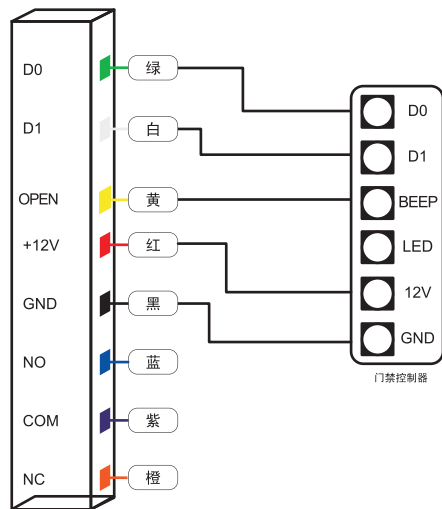 D0 绿
D1 白
OPEN 黄
+12V 红
GND 黑
NO 蓝
COM 紫
NC 橙
D0
D1
BEEP
LED
12V
GND
门禁控制器